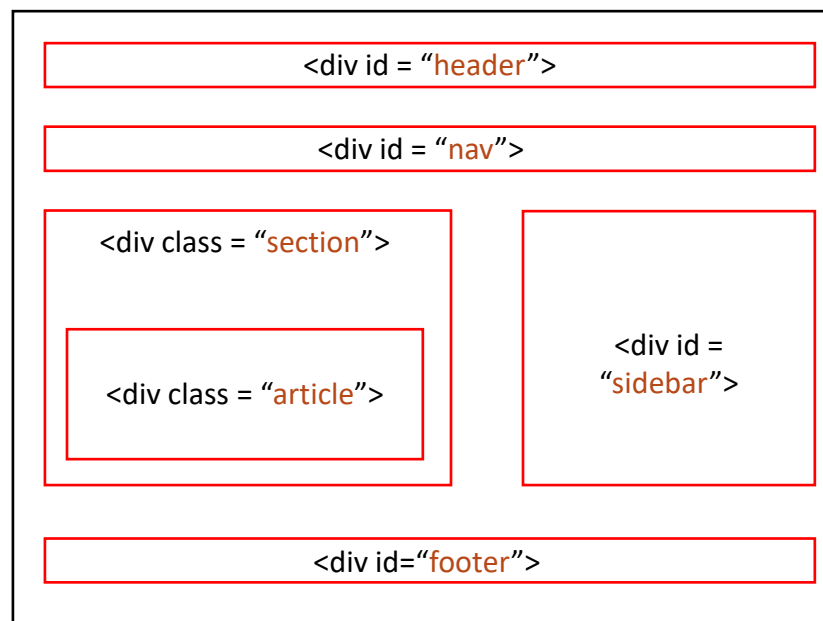 <div id = “header”>
<div id = “nav”>
<div class = “section”>
<div class = “article”>
<div id =
“sidebar”>
<div id=“footer”>